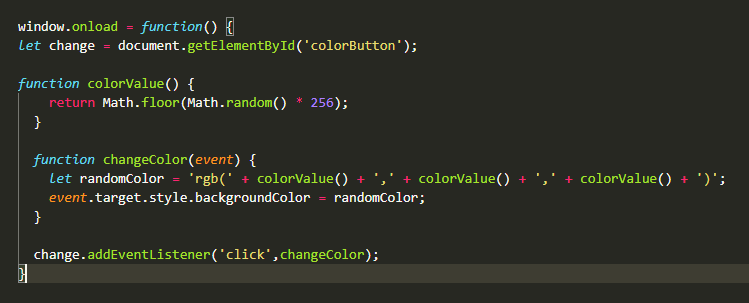 window.onload = function() {
let change = document.getElementById('colorButton');
function colorValue() {
return Math.floor(Math.random() * 256);
}
function changeColor(event) {
let randomColor = 'rgb(' + colorValue() + ',' + colorValue() + ',' + colorValue() + ')';
event.target.style.backgroundColor = randomColor;
}
change.addEventListener('click',changeColor);
}